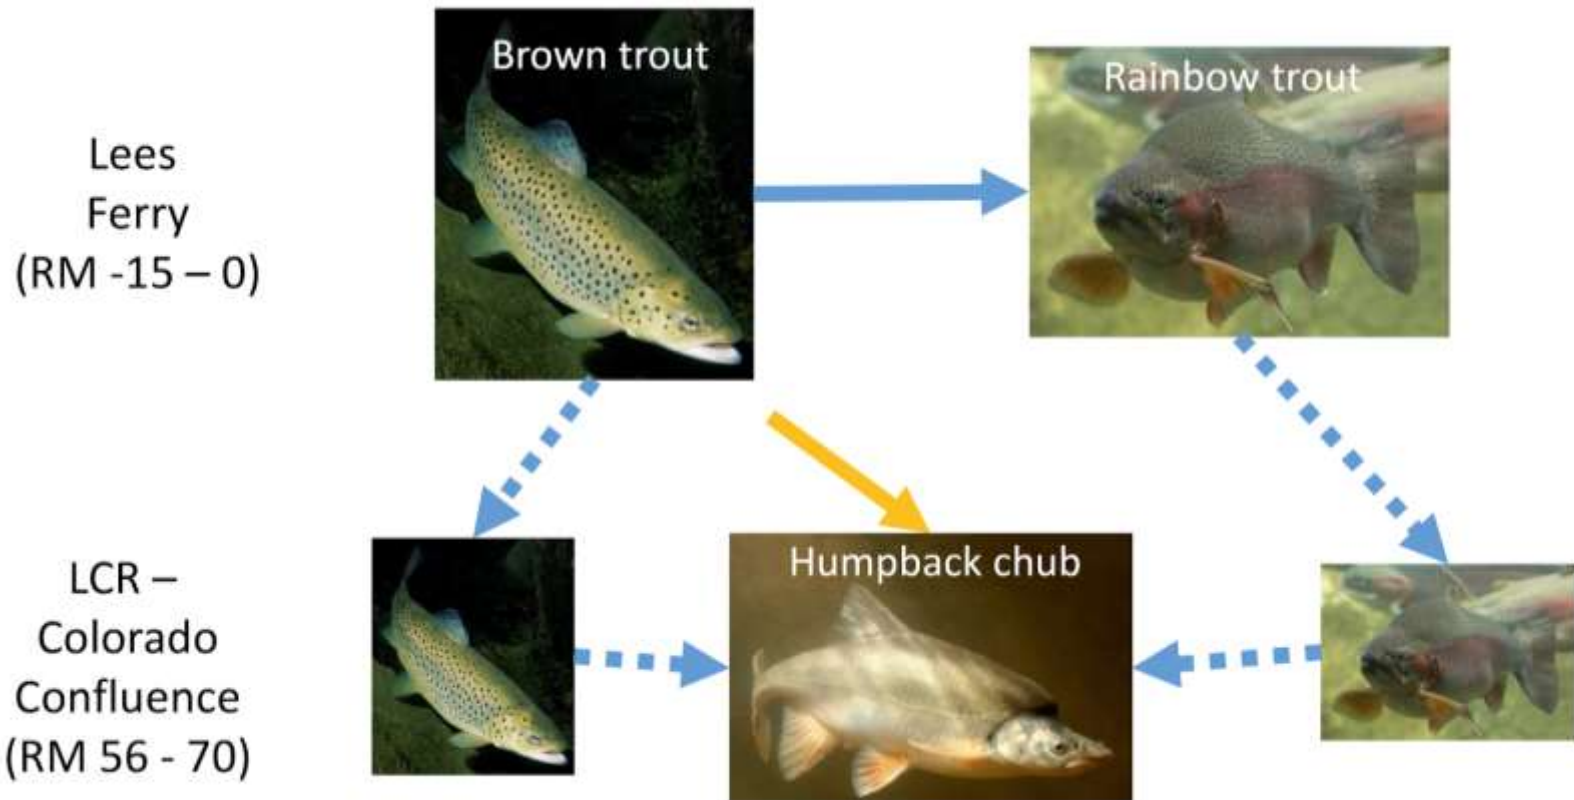 Brown trout
Rainbow trout
Lees
Ferry
(RM -15 – 0)
Humpback chub
LCR –
Colorado
Confluence
(RM 56 - 70)